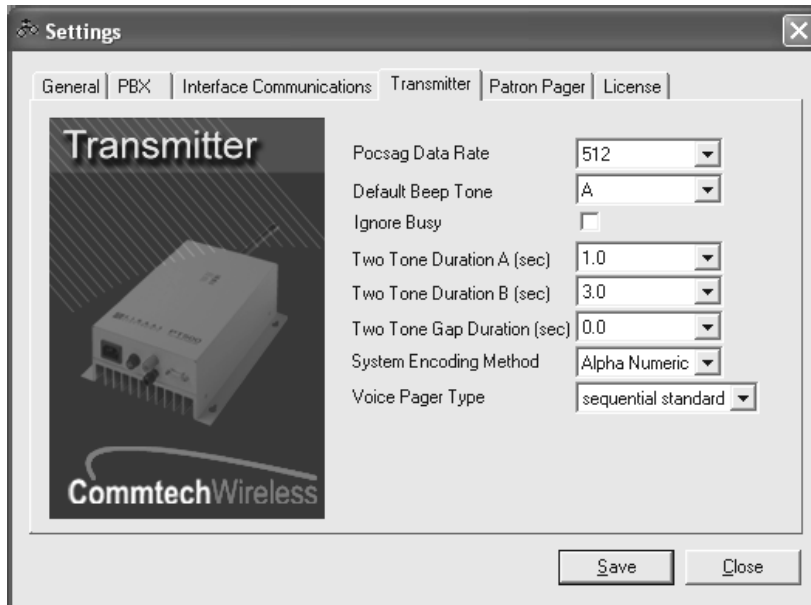 Settings
General PBX Interface Communications Transmitter Patron Pager License
Transmitter
Pocsag Data Rate 512
Default Beep Tone A
Ignore Busy
Two Tone Duration A (sec) 1.0
Two Tone Duration B (sec) 3.0
Two Tone Gap Duration (sec) 0.0
System Encoding Method Alpha Numeric
Voice Pager Type sequential standard
CommtechWireless
Save Close